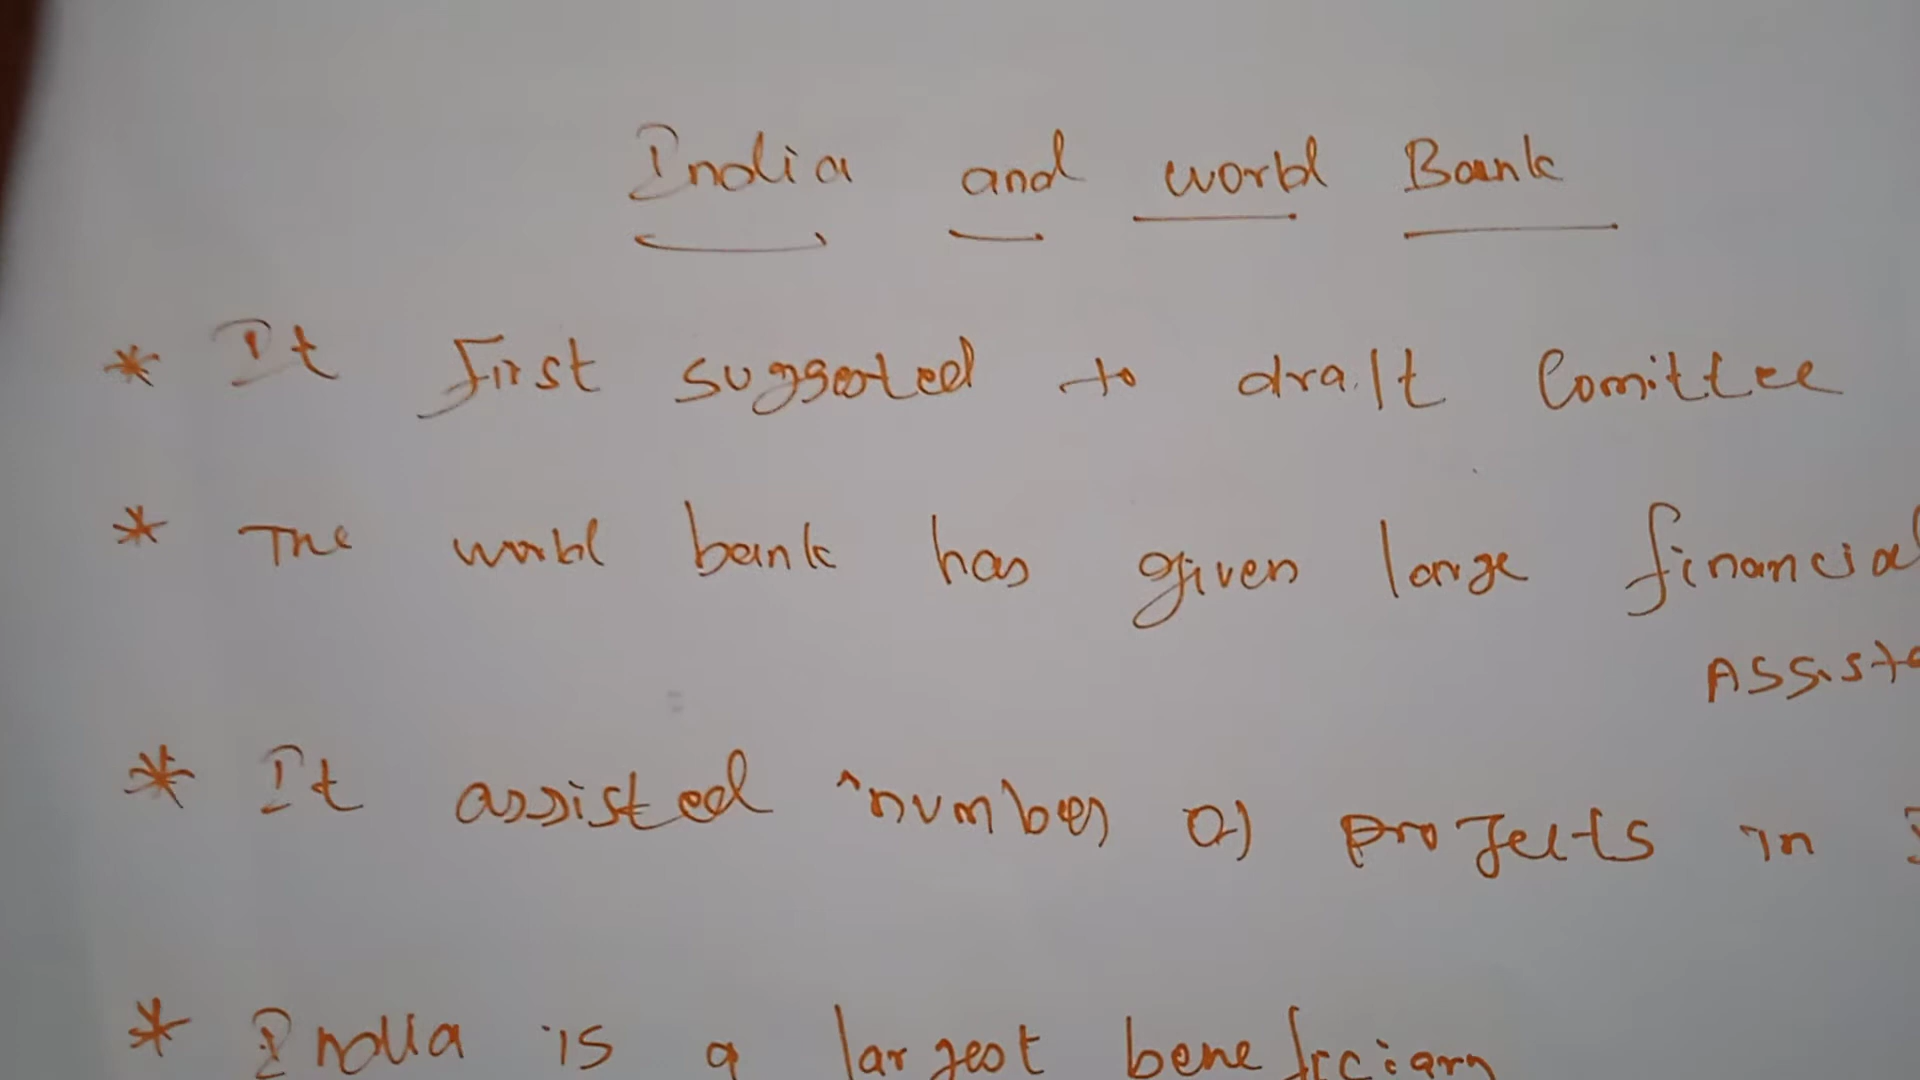 India and world Bank
* It first suggested to draft Comittee
* The world bank has given large financial
Assista
* It assisted ^number of projects in I
* India is a largest beneficiary